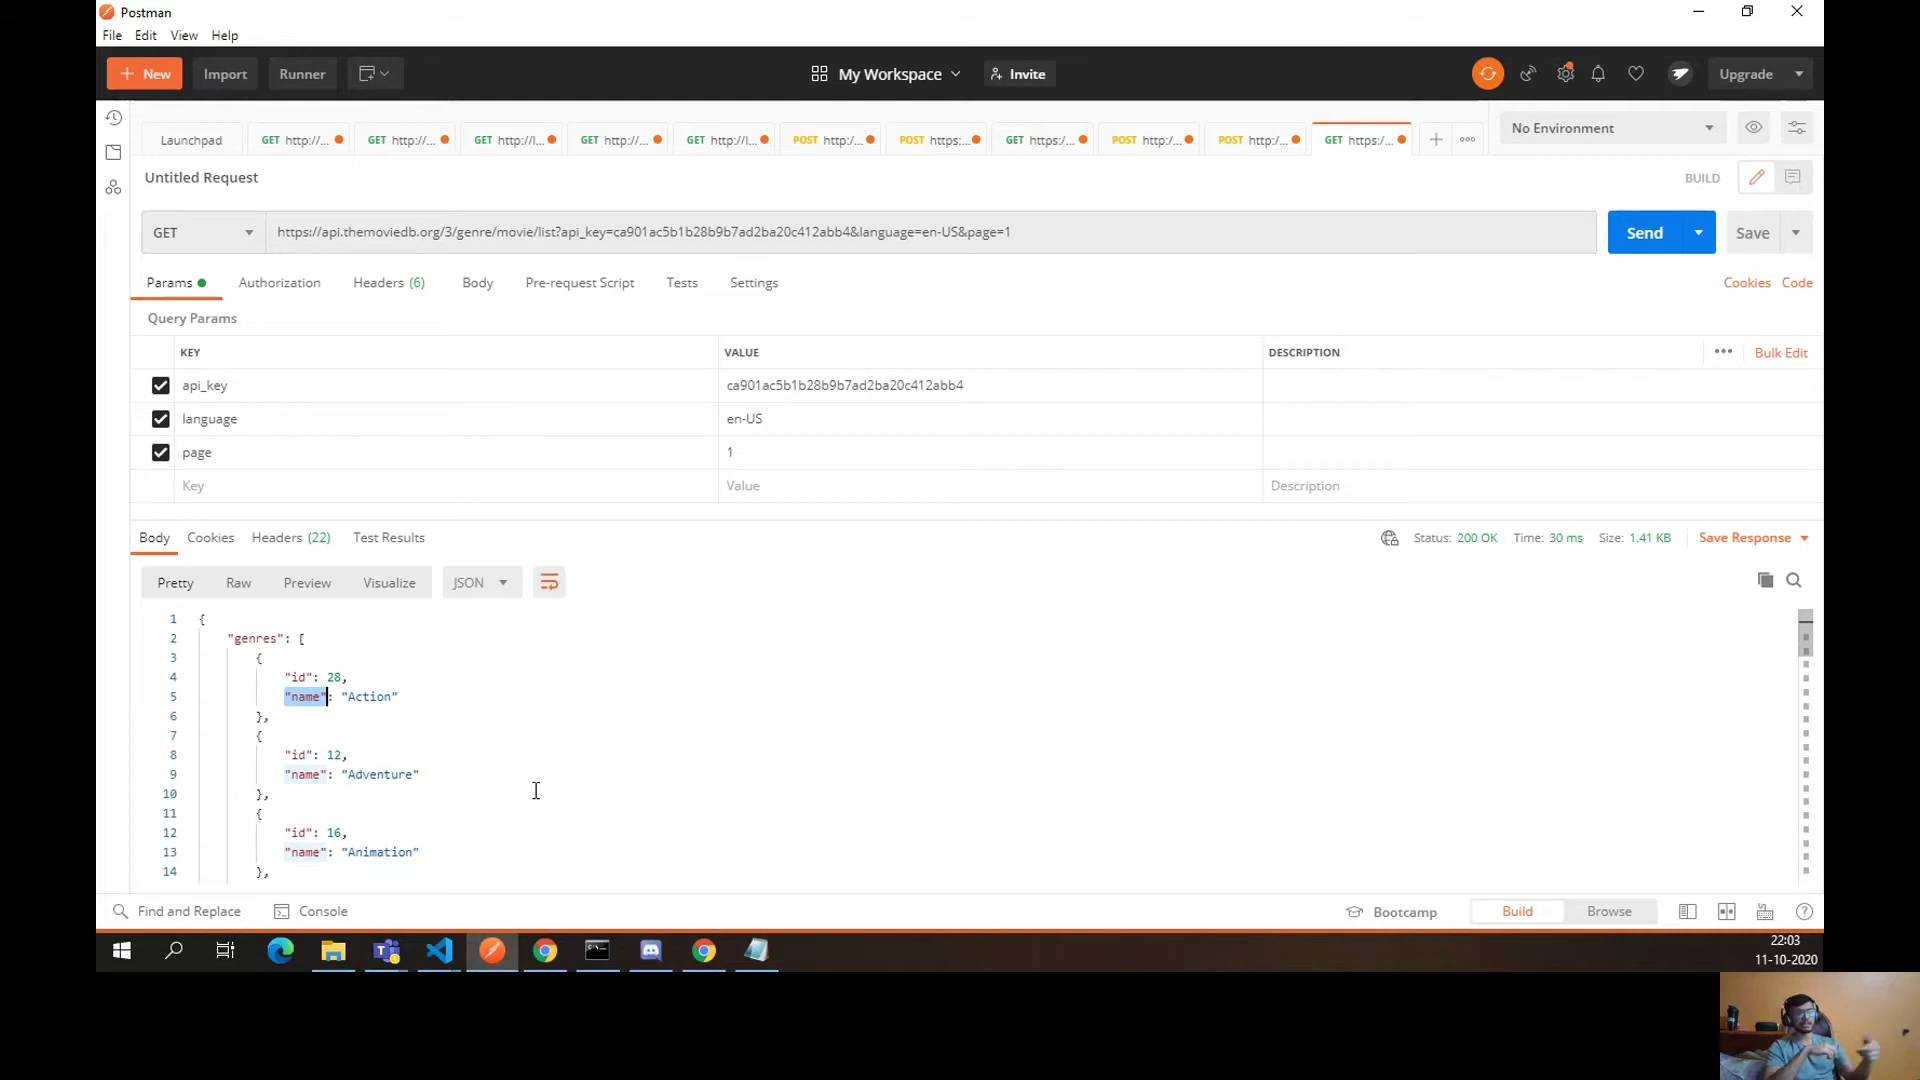 Postman
File Edit View Help
New Import Runner My Workspace Invite Upgrade
Launchpad GET http://... GET http://... GET http://l... GET http://... GET http://l... POST http:/... POST https:... GET https:/... POST http:/... POST http:/... GET https:/... No Environment
Untitled Request BUILD
GET https://api.themoviedb.org/3/genre/movie/list?api_key=ca901ac5b1b28b9b7ad2ba20c412abb4&language=en-US&page=1 Send Save
Params Authorization Headers (6) Body Pre-request Script Tests Settings Cookies Code
Query Params
KEY VALUE DESCRIPTION Bulk Edit
api_key ca901ac5b1b28b9b7ad2ba20c412abb4
language en-US
page 1
Key Value Description
Body Cookies Headers (22) Test Results Status: 200 OK Time: 30 ms Size: 1.41 KB Save Response
Pretty Raw Preview Visualize JSON
1 {
2 "genres": [
3 {
4 "id": 28,
5 "name": "Action"
6 },
7 {
8 "id": 12,
9 "name": "Adventure"
10 },
11 {
12 "id": 16,
13 "name": "Animation"
14 },
Find and Replace Console Bootcamp Build Browse
22:03
11-10-2020